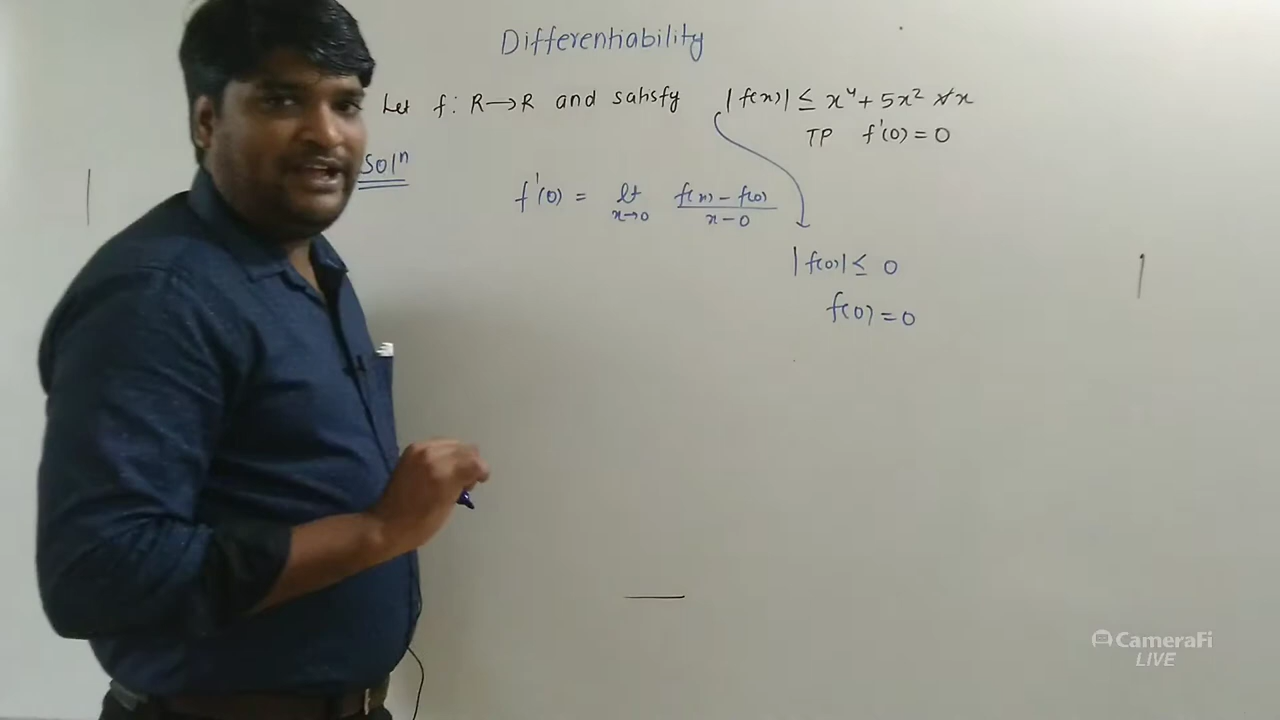 Differentiability
Let f: R→R and satisfy |f(x)| ≤ x⁴ + 5x² ∀x
TP f'(0) = 0
Solⁿ
f'(0) = lt x→0 f(x) – f(0) / x – 0
|f(0)| ≤ 0
f(0) = 0
CameraFi
LIVE